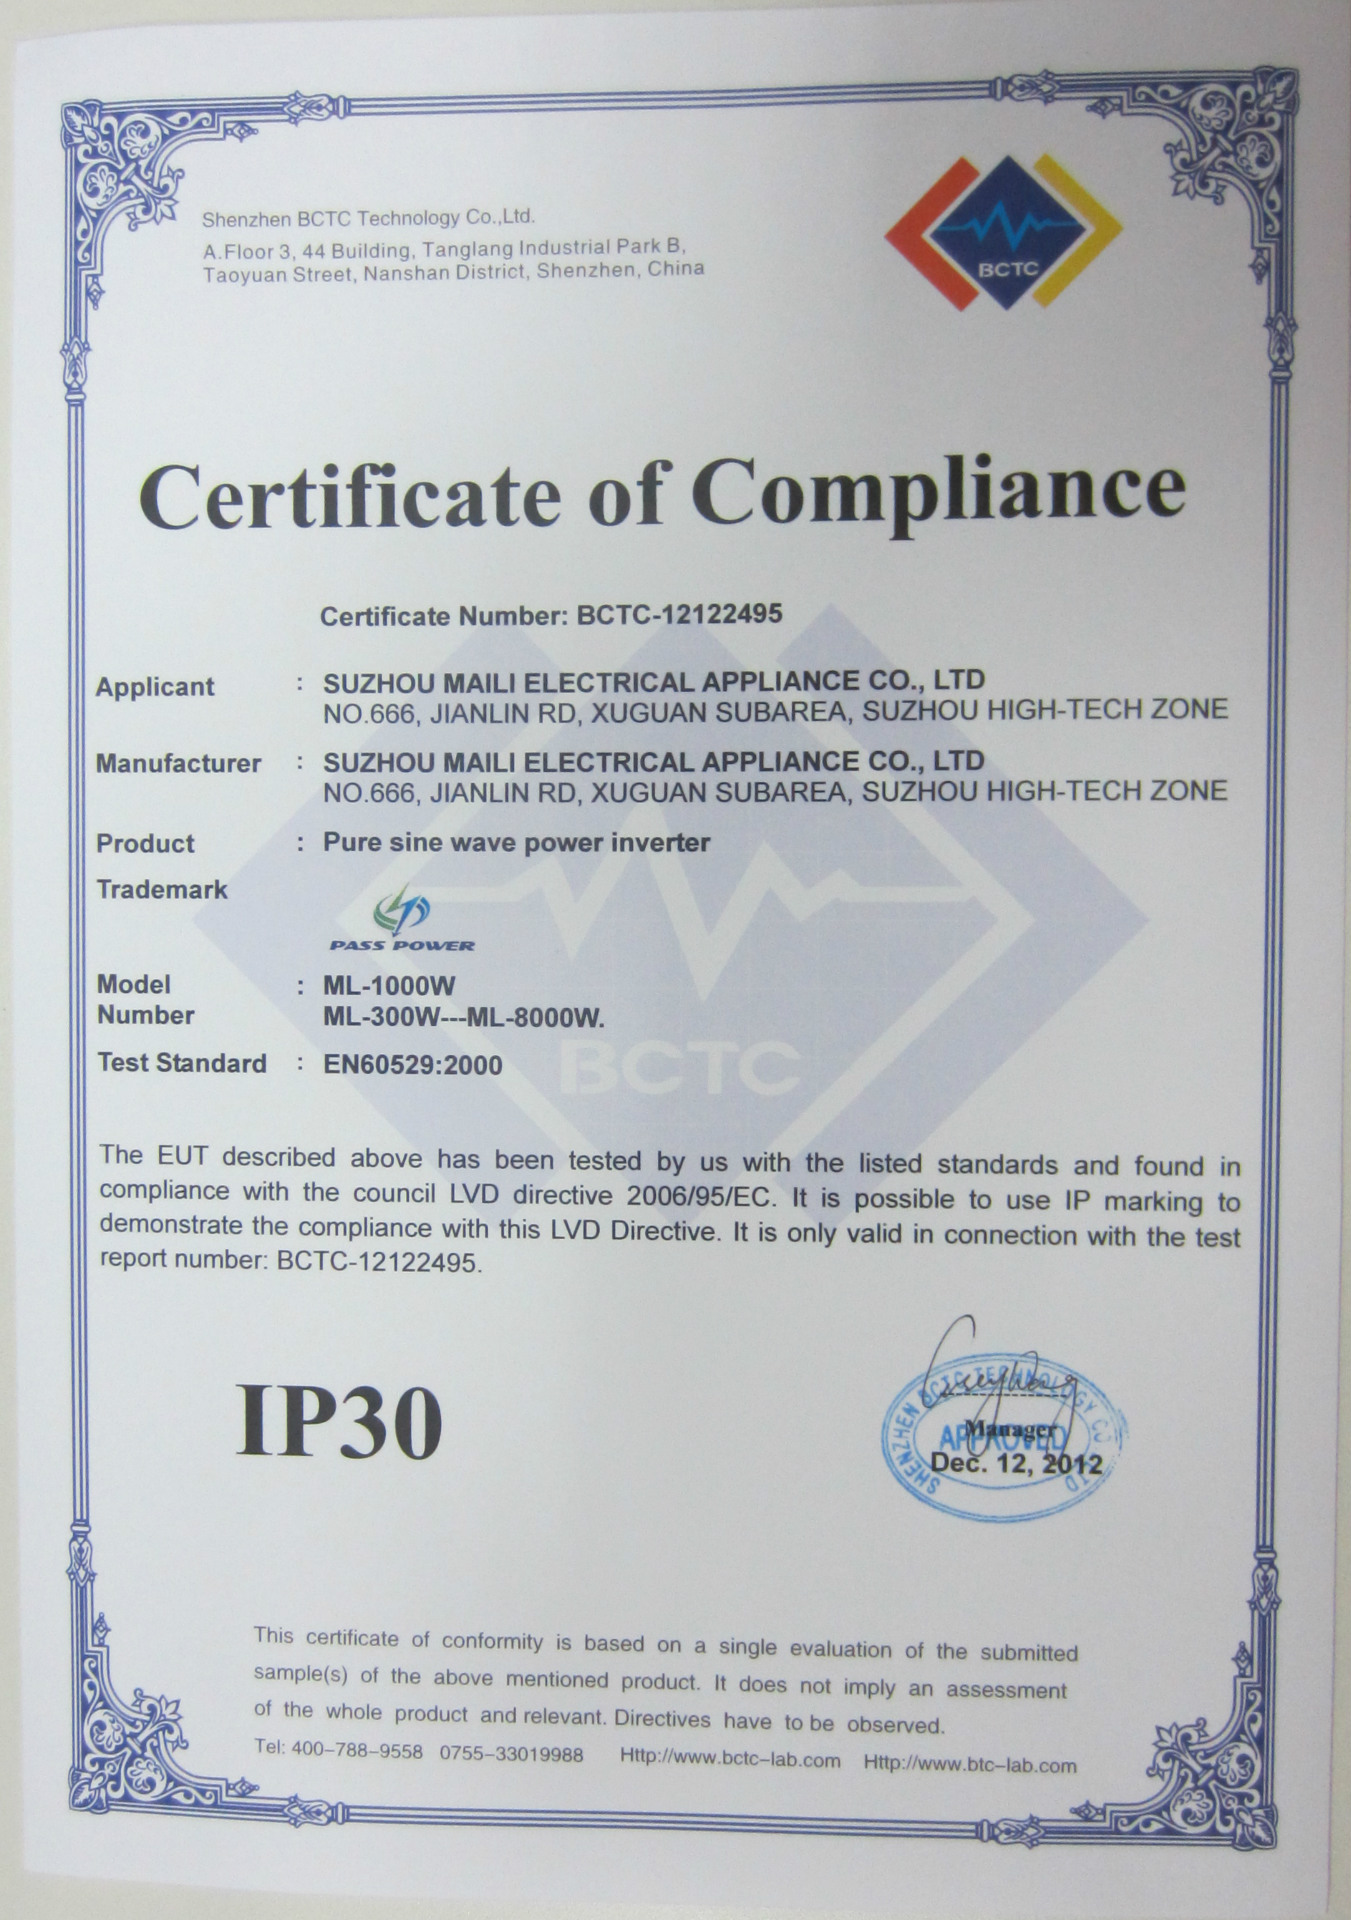 Shenzhen BCTC Technology Co.,Ltd.
A.Floor 3, 44 Building, Tanglang Industrial Park B,
Taoyuan Street, Nanshan District, Shenzhen, China
BCTC
Certificate of Compliance
Certificate Number: BCTC-12122495
Applicant : SUZHOU MAILI ELECTRICAL APPLIANCE CO., LTD
NO.666, JIANLIN RD, XUGUAN SUBAREA, SUZHOU HIGH-TECH ZONE
Manufacturer : SUZHOU MAILI ELECTRICAL APPLIANCE CO., LTD
NO.666, JIANLIN RD, XUGUAN SUBAREA, SUZHOU HIGH-TECH ZONE
Product : Pure sine wave power inverter
Trademark
PASS POWER
Model : ML-1000W
Number ML-300W---ML-8000W.
Test Standard : EN60529:2000
BCTC
The EUT described above has been tested by us with the listed standards and found in
compliance with the council LVD directive 2006/95/EC. It is possible to use IP marking to
demonstrate the compliance with this LVD Directive. It is only valid in connection with the test
report number: BCTC-12122495.
IP30
SHENZHEN BCTC TECHNOLOGY CO LTD
APPROVED
Manager
Dec. 12, 2012
This certificate of conformity is based on a single evaluation of the submitted
sample(s) of the above mentioned product. It does not imply an assessment
of the whole product and relevant. Directives have to be observed.
Tel: 400-788-9558 0755-33019988 Http://www.bctc-lab.com Http://www.btc-lab.com